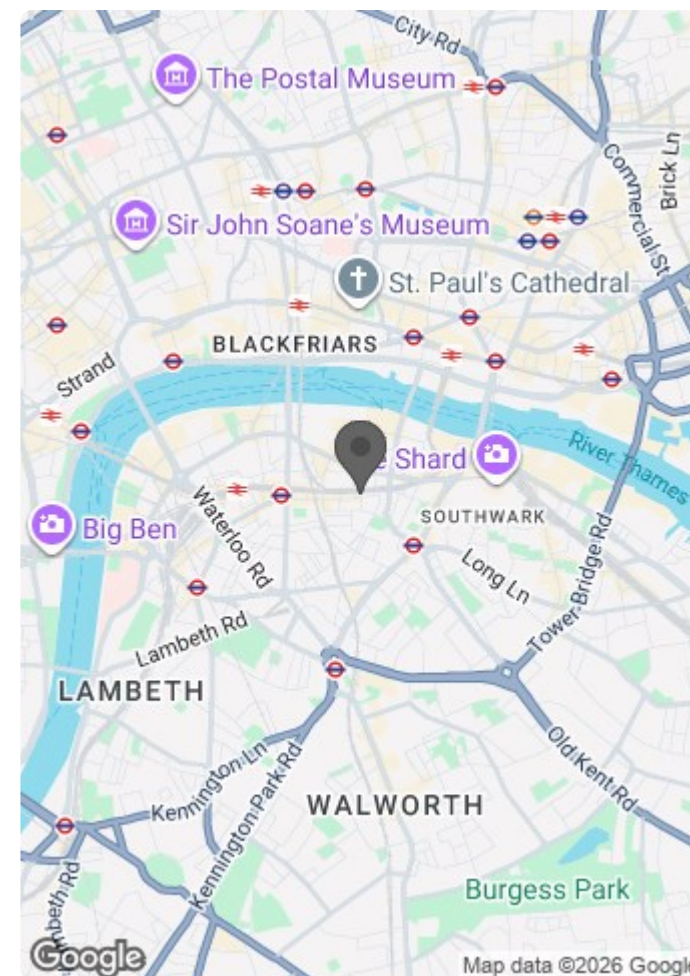 City Rd
The Postal Museum
Commercial St
Brick Ln
Sir John Soane's Museum
St. Paul's Cathedral
BLACKFRIARS
Strand
River Thames
e Shard
Big Ben
Waterloo Rd
SOUTHWARK
Long Ln
Tower Bridge Rd
Lambeth Rd
LAMBETH
Old Kent Rd
Kennington Ln
Kennington Park Rd
WALWORTH
mbeth Rd
Burgess Park
Google
Map data ©2026 Google